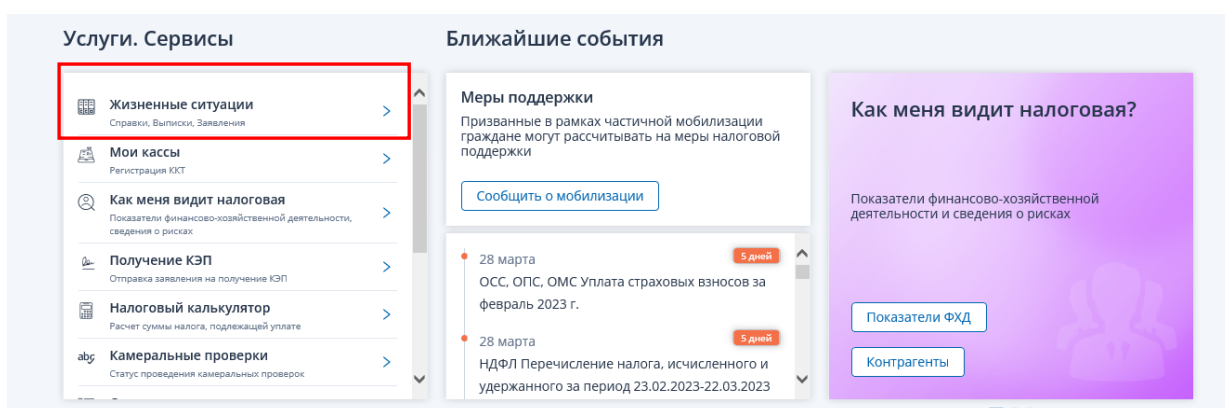 Услуги. Сервисы
Жизненные ситуации
Справки, Выписки, Заявления
Мои кассы
Регистрация ККТ
Как меня видит налоговая
Показатели финансово-хозяйственной деятельности,
сведения о рисках
Получение КЭП
Отправка заявления на получение КЭП
Налоговый калькулятор
Расчет суммы налога, подлежащей уплате
abç Камеральные проверки
Статус проведения камеральных проверок
Ближайшие события
Меры поддержки
Призванные в рамках частичной мобилизации
граждане могут рассчитывать на меры налоговой
поддержки
Сообщить о мобилизации
28 марта 5 дней
ОСС, ОПС, ОМС Уплата страховых взносов за
февраль 2023 г.
28 марта 5 дней
НДФЛ Перечисление налога, исчисленного и
удержанного за период 23.02.2023-22.03.2023
Как меня видит налоговая?
Показатели финансово-хозяйственной
деятельности и сведения о рисках
Показатели ФХД
Контрагенты